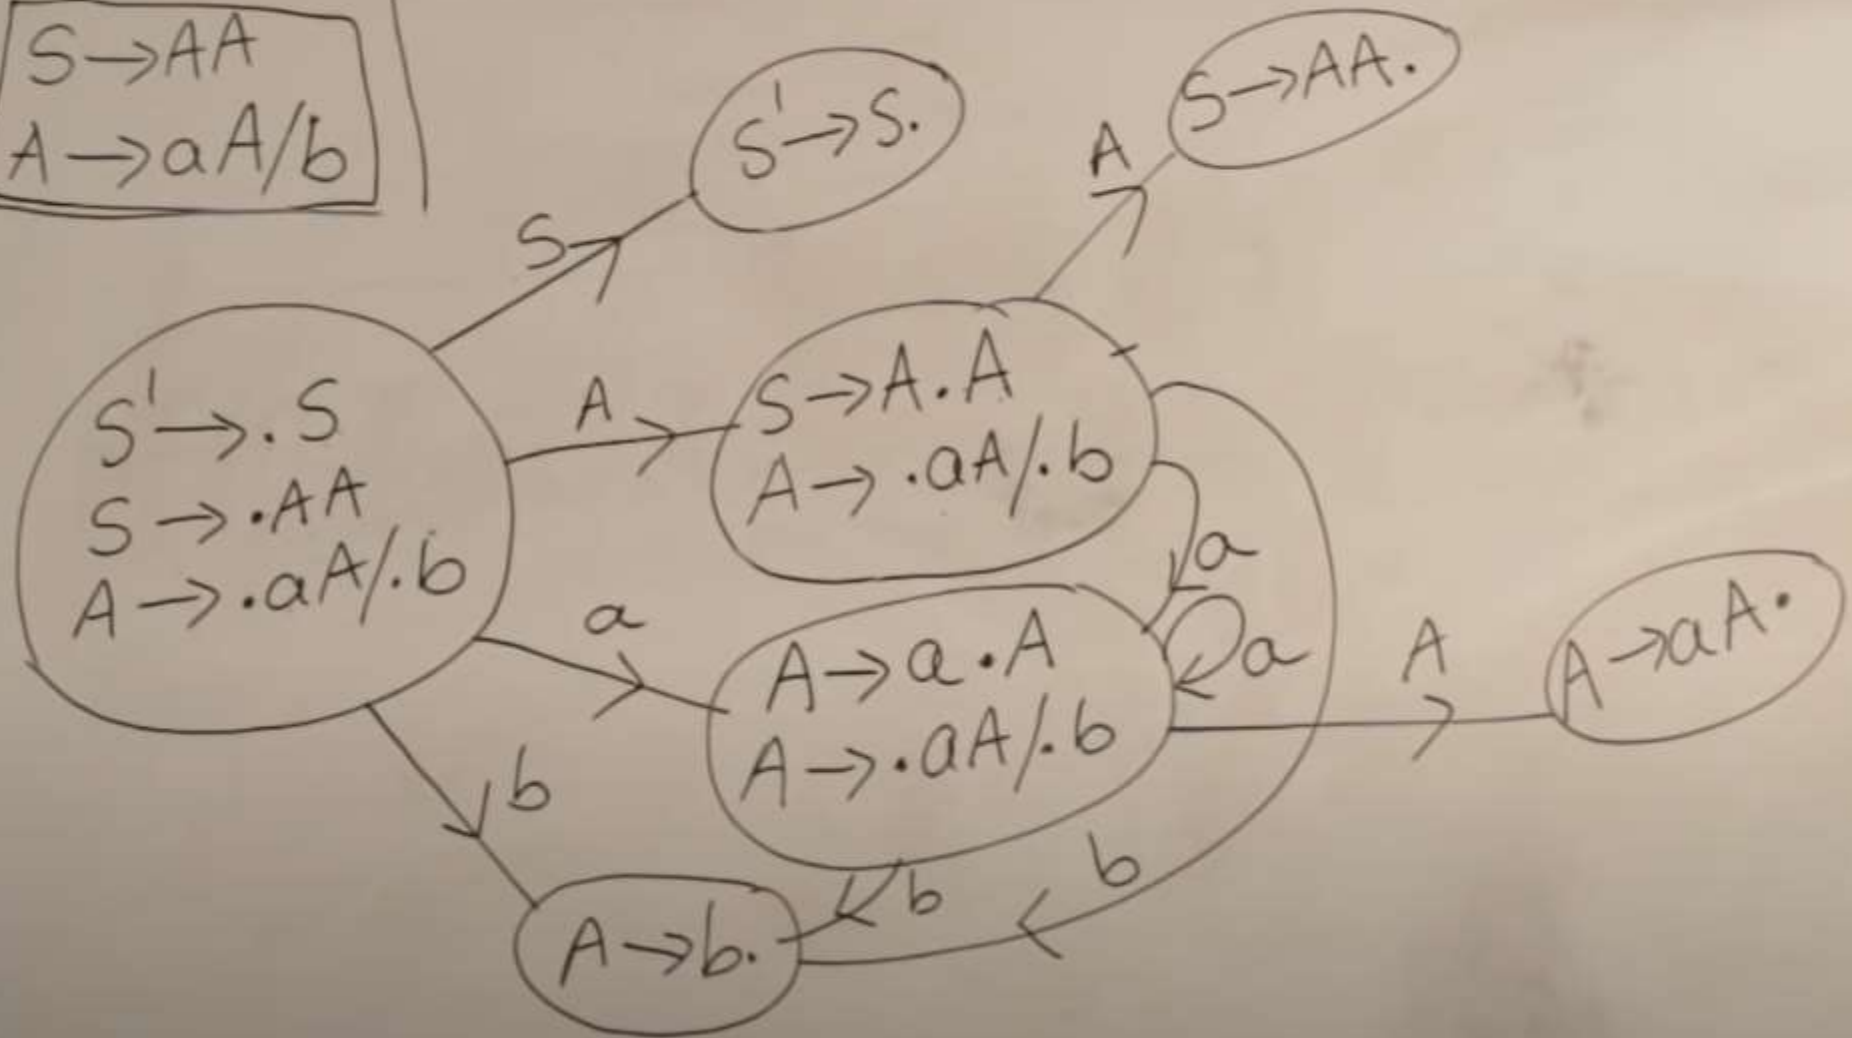 S→AA
A→aA/b
S'→S.
S→AA.
A
S
S'→.S
S→.AA
A→.aA/.b
A
S→A.A
A→.aA/.b
a
a
A→a.A
A→.aA/.b
a
A
A→aA.
b
b
b
A→b.